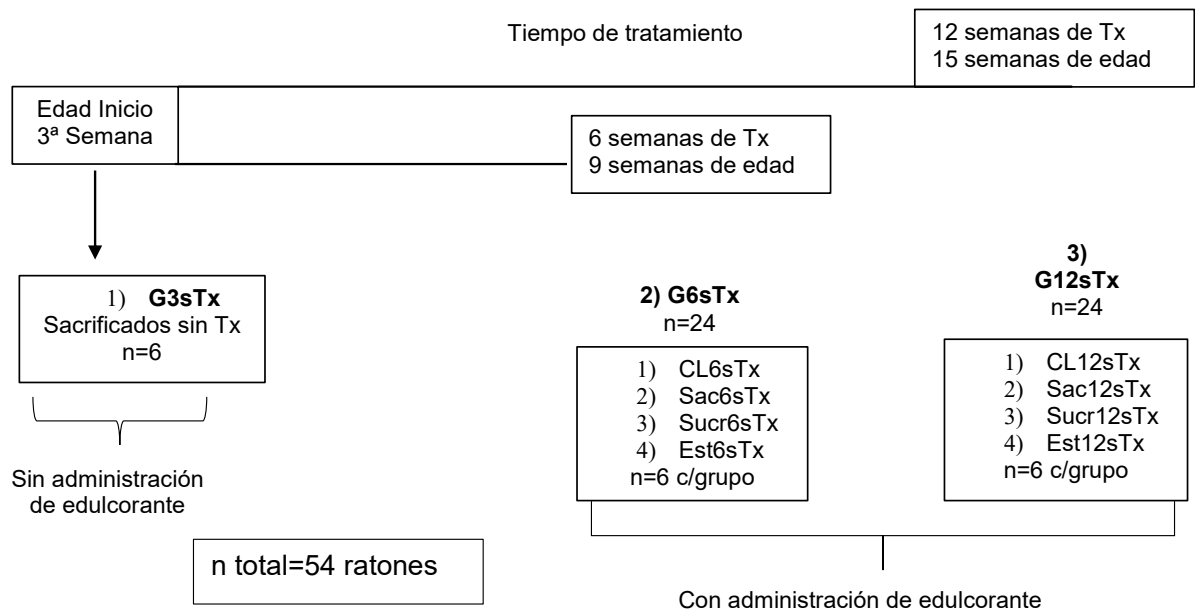 Tiempo de tratamiento
12 semanas de Tx
15 semanas de edad
Edad Inicio
3ª Semana
6 semanas de Tx
9 semanas de edad
1) G3sTx
Sacrificados sin Tx
n=6
Sin administración
de edulcorante
2) G6sTx
n=24
1) CL6sTx
2) Sac6sTx
3) Sucr6sTx
4) Est6sTx
n=6 c/grupo
3)
G12sTx
n=24
1) CL12sTx
2) Sac12sTx
3) Sucr12sTx
4) Est12sTx
n=6 c/grupo
Con administración de edulcorante
n total=54 ratones